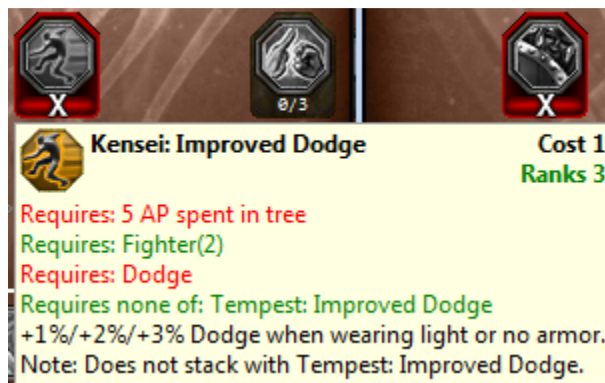 X
0/3
X
Kensei: Improved Dodge Cost 1
Ranks 3
Requires: 5 AP spent in tree
Requires: Fighter(2)
Requires: Dodge
Requires none of: Tempest: Improved Dodge
+1%/+2%/+3% Dodge when wearing light or no armor.
Note: Does not stack with Tempest: Improved Dodge.